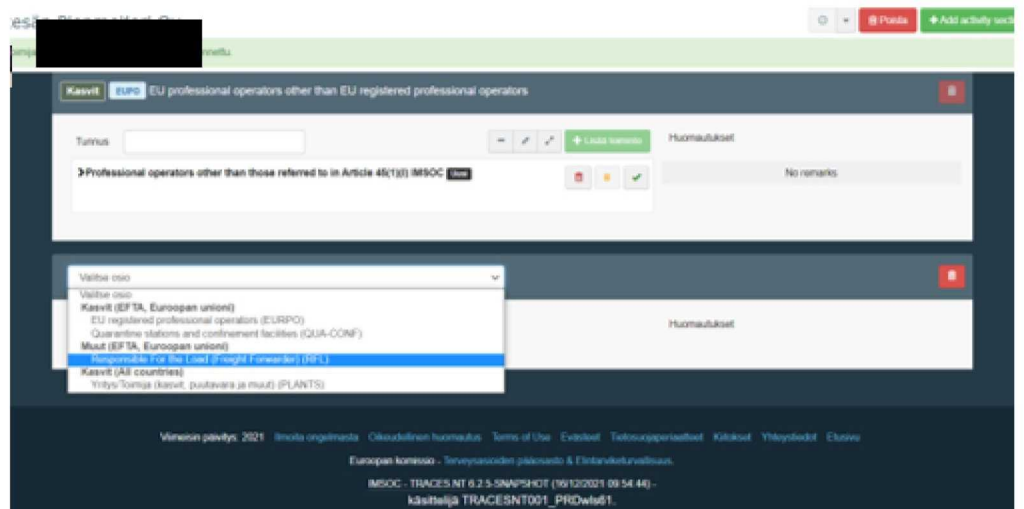 Poista
+ Add activity secti
Kasvit EUPO EU professional operators other than EU registered professional operators
Tunnus
+ Lisää toiminto
Huomautukset
Professional operators other than those referred to in Article 45(1)(l) IMSOC Uusi
No remarks
Valitse osio
Valitse osio
Kasvit (EFTA, Euroopan unioni)
EU registered professional operators (EURPO)
Quarantine stations and confinement facilities (QUA-CONF)
Muut (EFTA, Euroopan unioni)
Responsible For the Load (Freight Forwarder) (RFL)
Kasvit (All countries)
Yritys/Toimija (kasvit, puutavara ja muut) (PLANTS)
Huomautukset
Viimeisin päivitys: 2021 Ilmoita ongelmasta Oikeudellinen huomautus Terms of Use Evästeet Tietosuojaperiaatteet Kiitokset Yhteystiedot Etusivu
Euroopan komissio - Terveysasioiden pääosasto & Elintarviketurvallisuus.
IMSOC - TRACES.NT 6.2.5-SNAPSHOT (16/12/2021 09:54:44) -
käsittelijä TRACESNT001_PRDwls61.